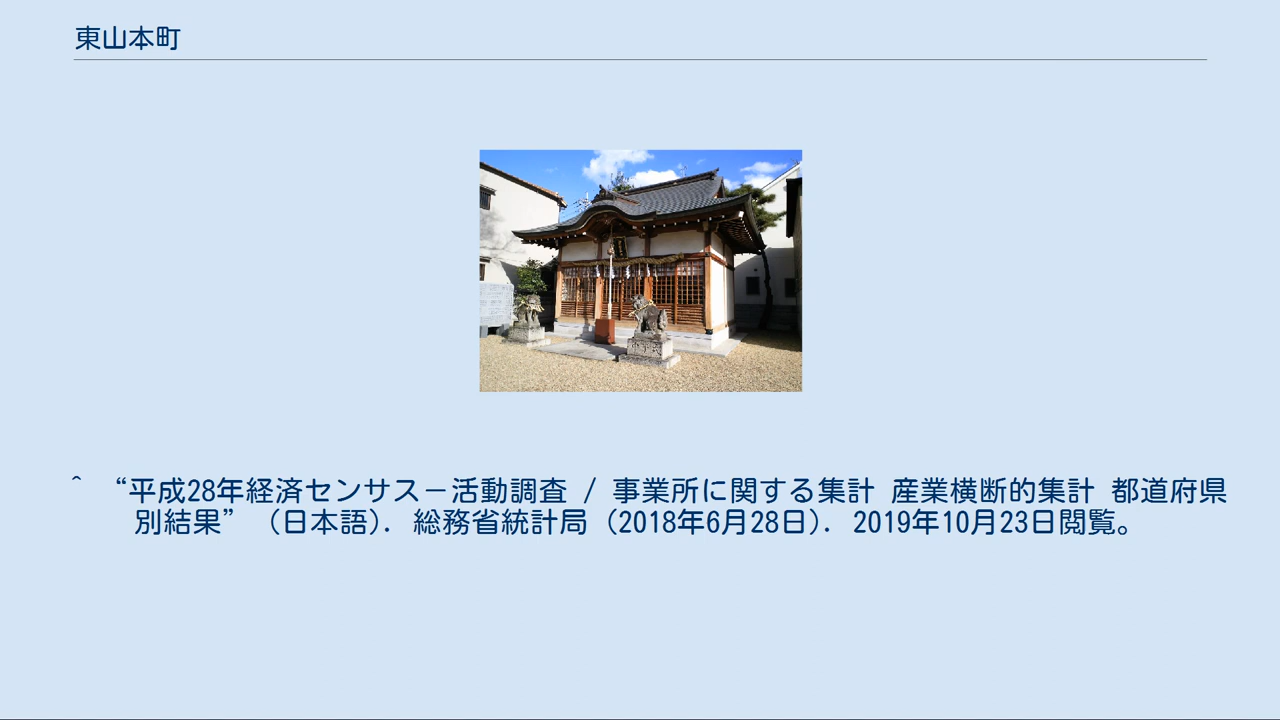 東山本町
^ “平成28年経済センサス－活動調査 / 事業所に関する集計 産業横断的集計 都道府県
別結果” (日本語). 総務省統計局 (2018年6月28日). 2019年10月23日閲覧。